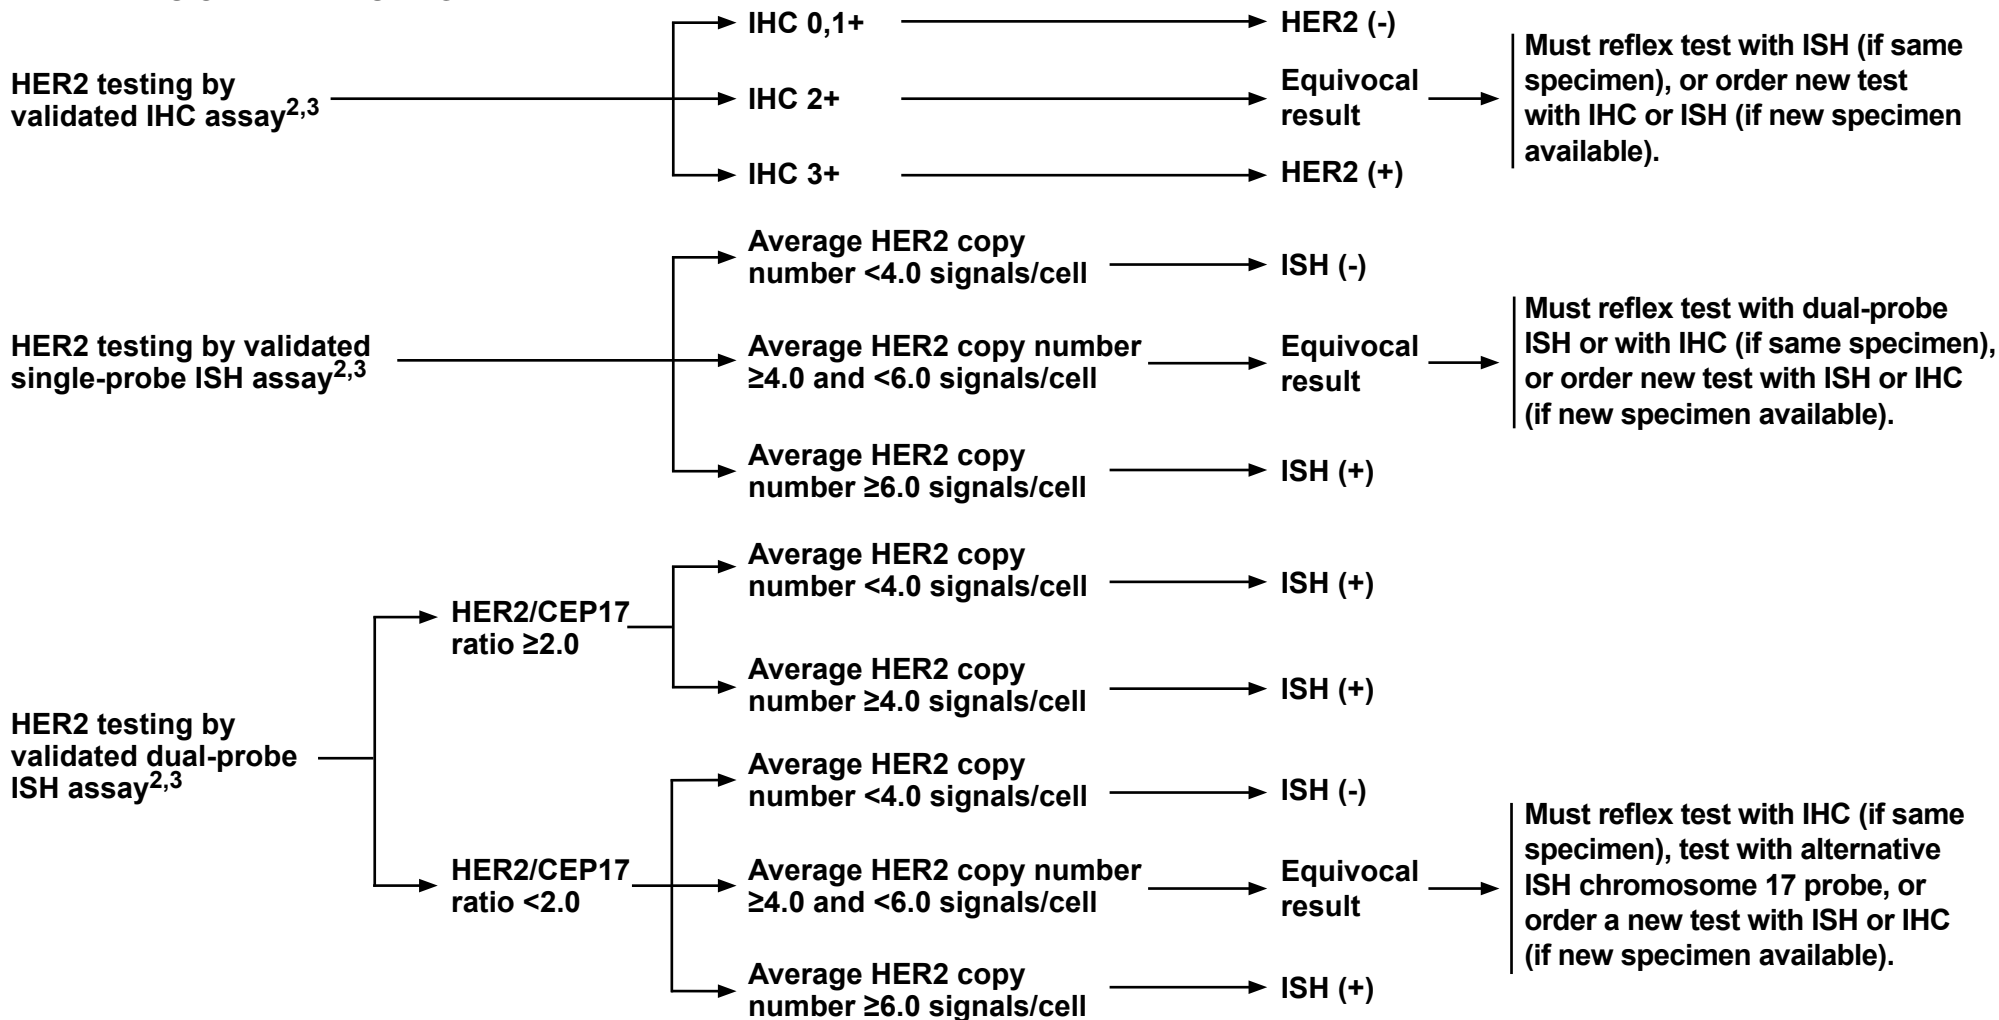 HER2 testing by
validated IHC assay2,3
IHC 0,1+
HER2 (-)
IHC 2+
Equivocal
result
Must reflex test with ISH (if same
specimen), or order new test
with IHC or ISH (if new specimen
available).
IHC 3+
HER2 (+)
HER2 testing by validated
single-probe ISH assay2,3
Average HER2 copy
number <4.0 signals/cell
ISH (-)
Average HER2 copy number
≥4.0 and <6.0 signals/cell
Equivocal
result
Must reflex test with dual-probe
ISH or with IHC (if same specimen),
or order new test with ISH or IHC
(if new specimen available).
Average HER2 copy
number ≥6.0 signals/cell
ISH (+)
HER2 testing by
validated dual-probe
ISH assay2,3
HER2/CEP17
ratio ≥2.0
Average HER2 copy
number <4.0 signals/cell
ISH (+)
Average HER2 copy
number ≥4.0 signals/cell
ISH (+)
HER2/CEP17
ratio <2.0
Average HER2 copy
number <4.0 signals/cell
ISH (-)
Average HER2 copy number
≥4.0 and <6.0 signals/cell
Equivocal
result
Must reflex test with IHC (if same
specimen), test with alternative
ISH chromosome 17 probe, or
order a new test with ISH or IHC
(if new specimen available).
Average HER2 copy
number ≥6.0 signals/cell
ISH (+)